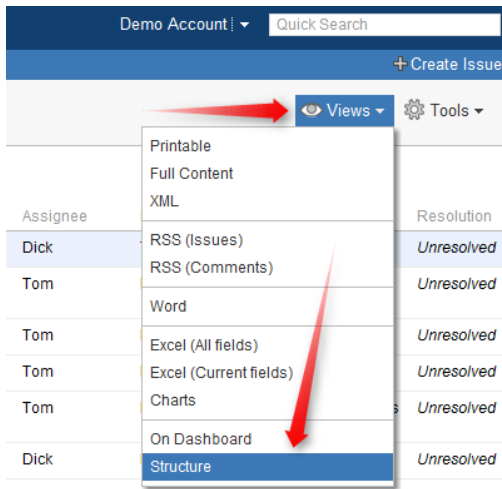 Demo Account
Quick Search
Create Issue
Views
Tools
Printable
Full Content
XML
Assignee
Resolution
Dick
RSS (Issues)
Unresolved
RSS (Comments)
Tom
Unresolved
Word
Tom
Unresolved
Excel (All fields)
Tom
Excel (Current fields)
Unresolved
Tom
Charts
s
Unresolved
On Dashboard
Dick
Structure
Unresolved